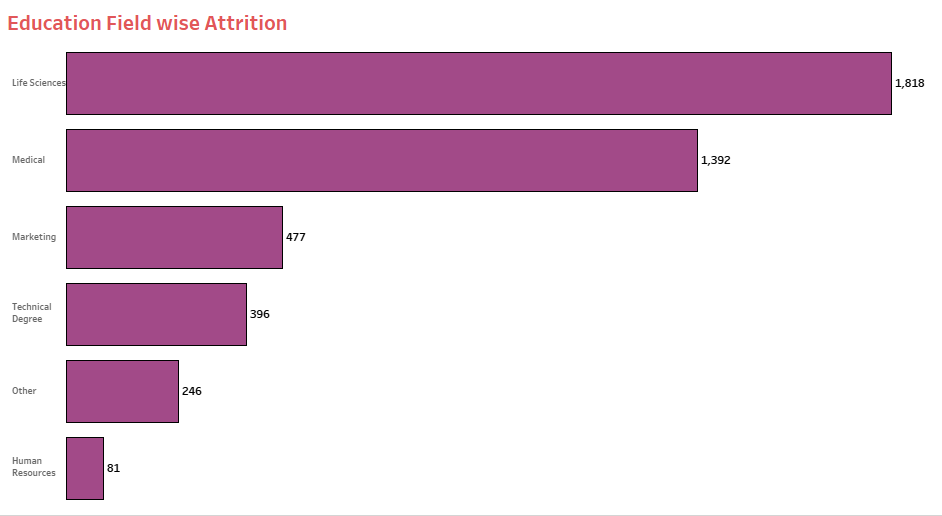 Education Field wise Attrition
Life Sciences
1,818
Medical
1,392
Marketing
477
Technical
Degree
396
Other
246
Human
Resources
81